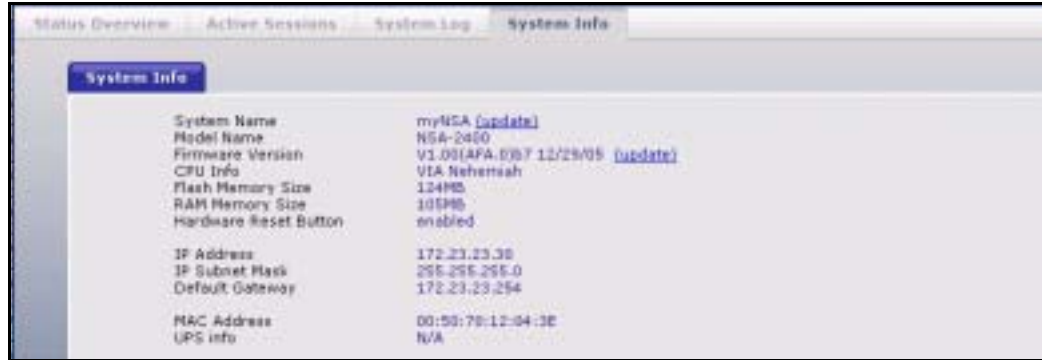 Status Overview Active Sessions System Log System Info
System Info
System Name myNSA (update)
Model Name NSA-2400
Firmware Version V1.00(AFA.0)b7 12/29/05 (update)
CPU Info VIA Nehemiah
Flash Memory Size 124MB
RAM Memory Size 105MB
Hardware Reset Button enabled
IP Address 172.23.23.30
IP Subnet Mask 255.255.255.0
Default Gateway 172.23.23.254
MAC Address 00:50:70:12:04:3E
UPS info N/A